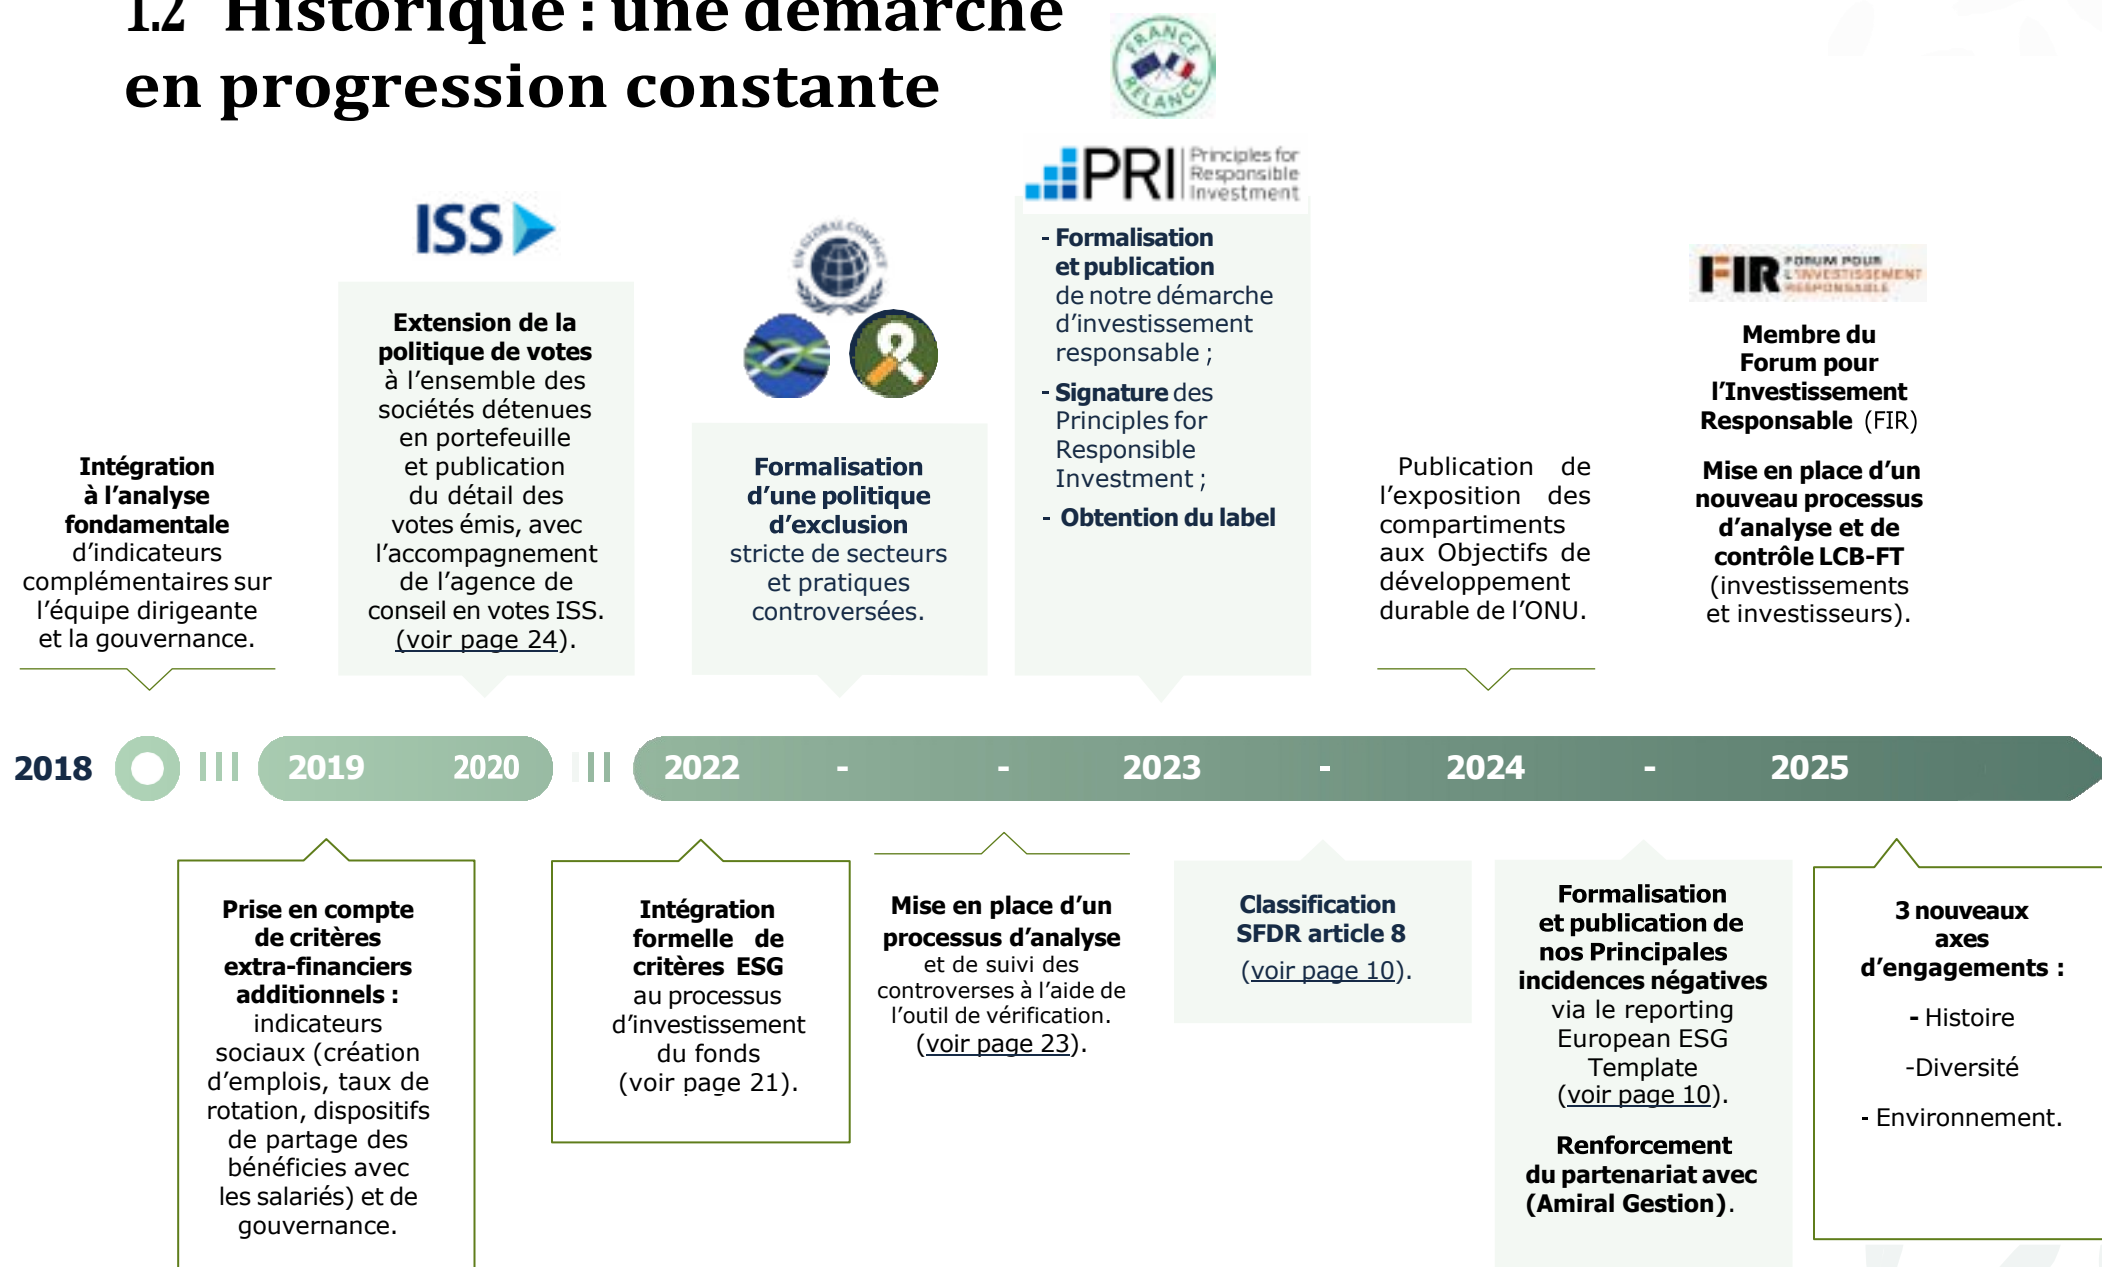 1.2 Historique : une démarche
en progression constante
FRANCE
RELANCE
PRI
Principles for
Responsible
Investment
ISS
UN GLOBAL COMPACT
FIR
FORUM POUR
L'INVESTISSEMENT
RESPONSABLE
Intégration
à l’analyse
fondamentale
d’indicateurs
complémentaires sur
l’équipe dirigeante
et la gouvernance.
Extension de la
politique de votes
à l’ensemble des
sociétés détenues
en portefeuille
et publication
du détail des
votes émis, avec
l’accompagnement
de l’agence de
conseil en votes ISS.
(voir page 24).
Formalisation
d’une politique
d’exclusion
stricte de secteurs
et pratiques
controversées.
- Formalisation
et publication
de notre démarche
d’investissement
responsable ;
- Signature des
Principles for
Responsible
Investment ;
- Obtention du label
Publication de
l’exposition des
compartiments
aux Objectifs de
développement
durable de l’ONU.
Membre du
Forum pour
l’Investissement
Responsable (FIR)
Mise en place d’un
nouveau processus
d’analyse et de
contrôle LCB-FT
(investissements
et investisseurs).
2018 2019 2020 2022 - - 2023 - 2024 - 2025
Prise en compte
de critères
extra-financiers
additionnels :
indicateurs
sociaux (création
d’emplois, taux de
rotation, dispositifs
de partage des
bénéficies avec
les salariés) et de
gouvernance.
Intégration
formelle de
critères ESG
au processus
d’investissement
du fonds
(voir page 21).
Mise en place d’un
processus d’analyse
et de suivi des
controverses à l’aide de
l’outil de vérification.
(voir page 23).
Classification
SFDR article 8
(voir page 10).
Formalisation
et publication de
nos Principales
incidences négatives
via le reporting
European ESG
Template
(voir page 10).
Renforcement
du partenariat avec
(Amiral Gestion).
3 nouveaux
axes
d’engagements :
- Histoire
-Diversité
- Environnement.